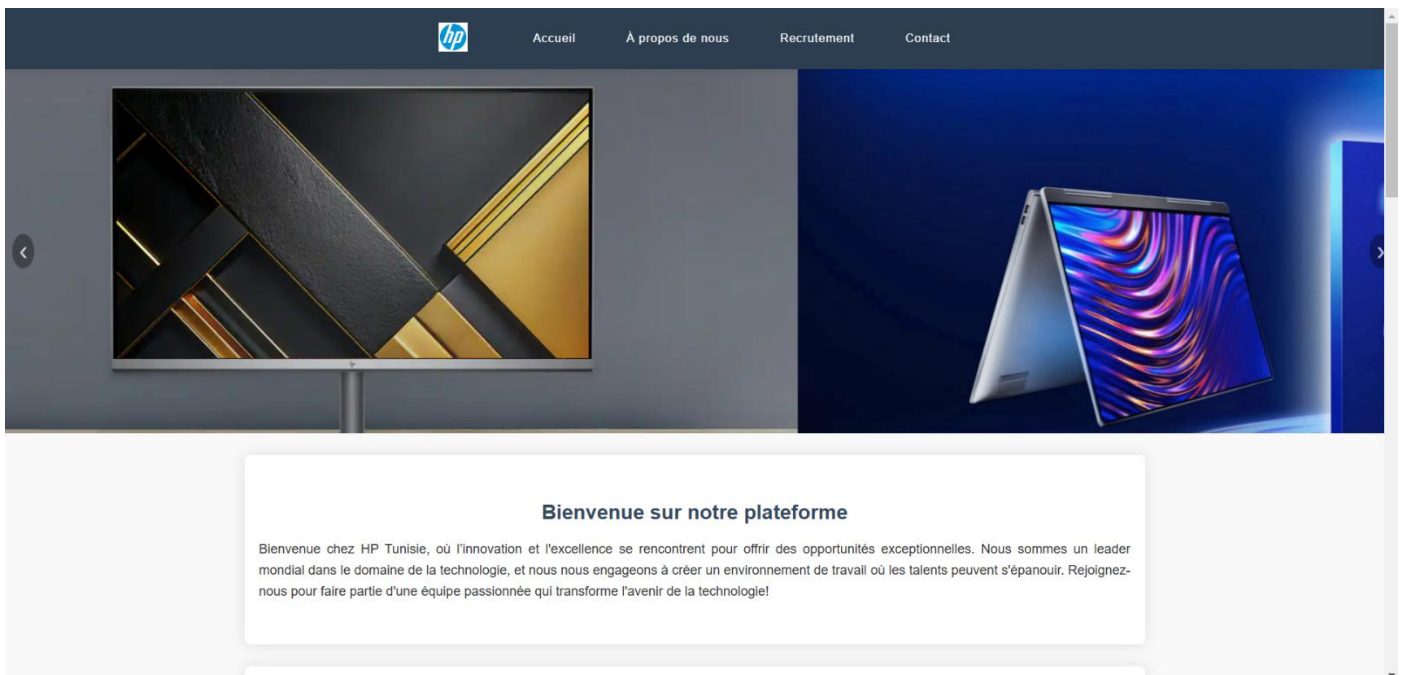 hp
Accueil
À propos de nous
Recrutement
Contact
Bienvenue sur notre plateforme
Bienvenue chez HP Tunisie, où l'innovation et l'excellence se rencontrent pour offrir des opportunités exceptionnelles. Nous sommes un leader
mondial dans le domaine de la technologie, et nous nous engageons à créer un environnement de travail où les talents peuvent s'épanouir. Rejoignez-
nous pour faire partie d'une équipe passionnée qui transforme l'avenir de la technologie!